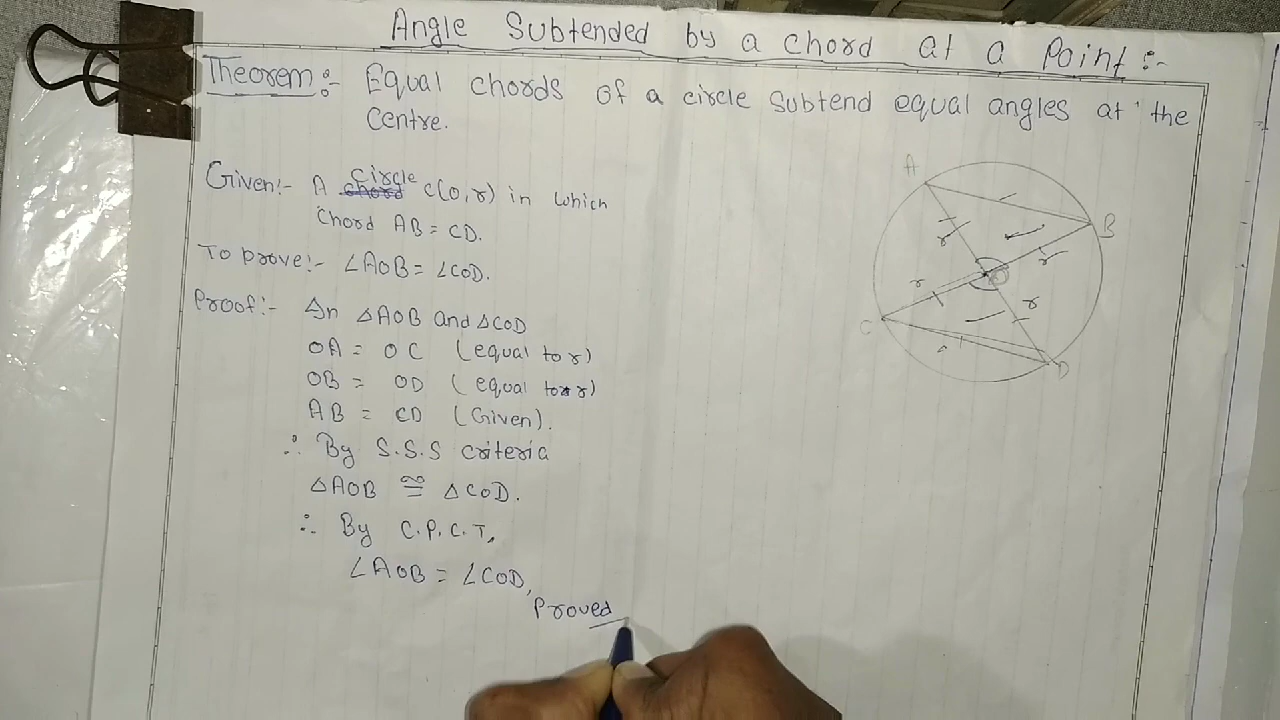 Angle Subtended by a Chord at a Point :-
Theorem :- Equal chords of a circle subtend equal angles at the
Centre.
Given:- A circle chord C(O,r) in which
Chord AB = CD.
To prove:- ∠AOB = ∠COD.
Proof:- In △AOB and △COD
OA = OC (equal to r)
OB = OD (equal to r)
AB = CD (Given).
∴ By S.S.S criteria
△AOB ≅ △COD.
∴ By C.P.C.T,
∠AOB = ∠COD,
Proved
A
B
r
r
O
r
r
C
D